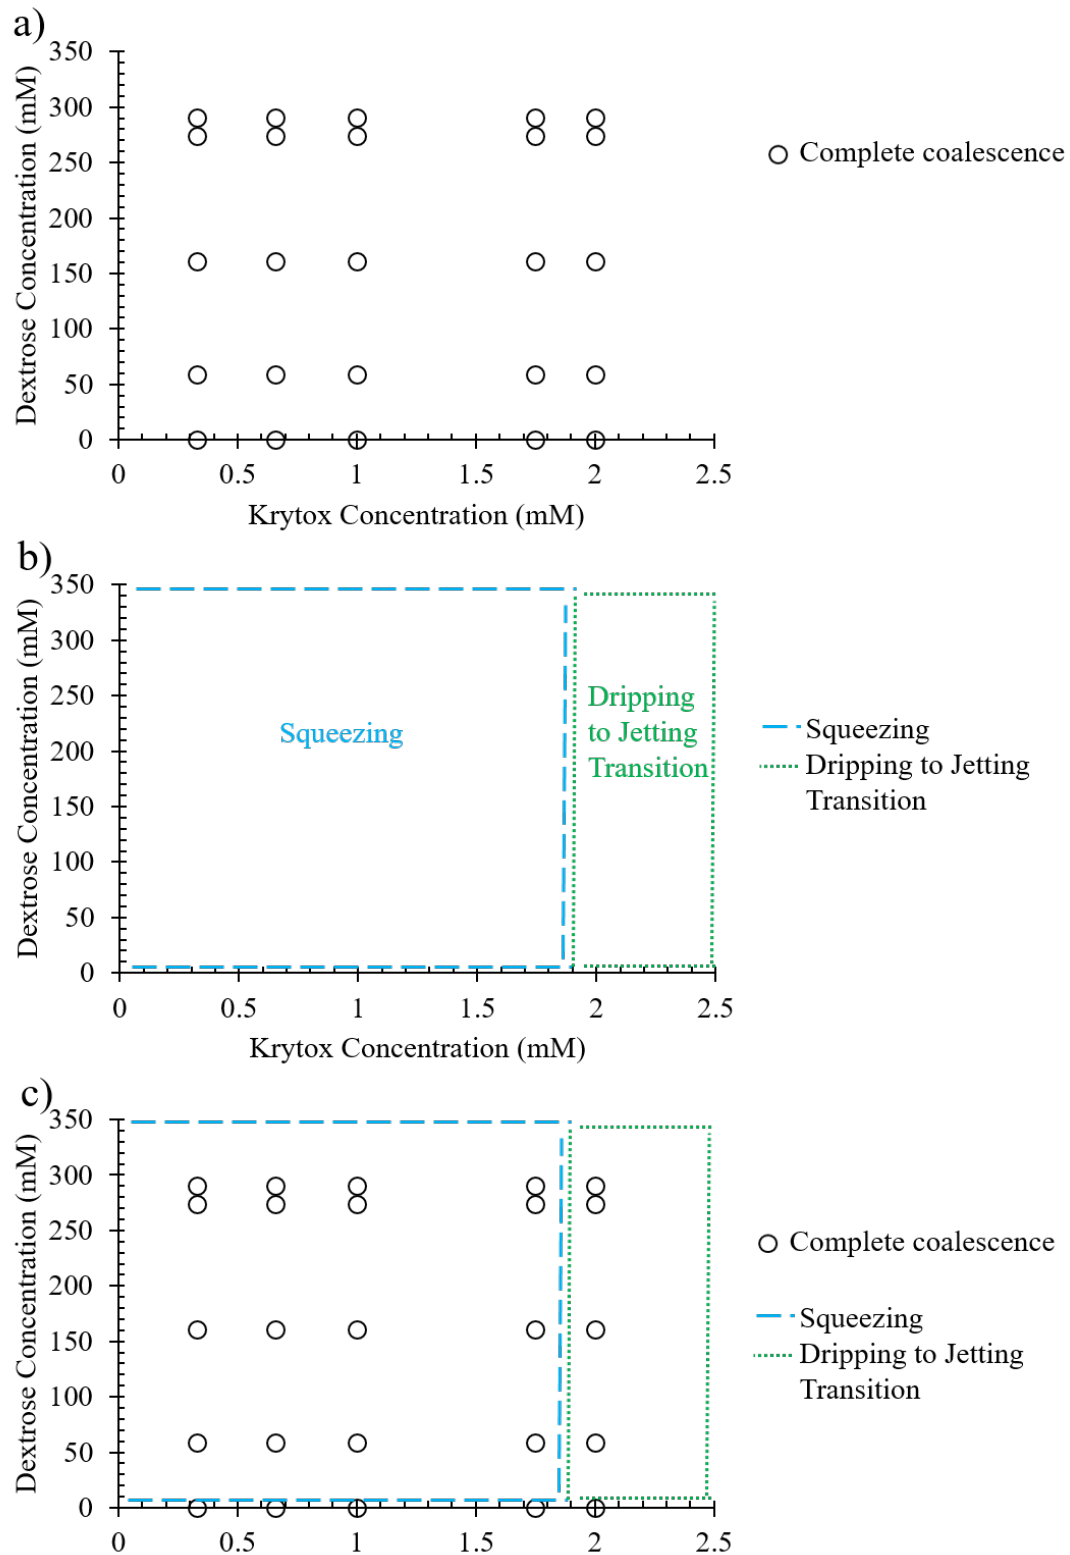 a)
350
300
250
200
150
100
50
0
Dextrose Concentration (mM)
0 0.5 1 1.5 2 2.5
Krytox Concentration (mM)
Complete coalescence
b)
350
300
250
200
150
100
50
0
Dextrose Concentration (mM)
Squeezing
Dripping
to Jetting
Transition
0 0.5 1 1.5 2 2.5
Krytox Concentration (mM)
Squeezing
Dripping to Jetting
Transition
c)
350
300
250
200
150
100
50
0
Dextrose Concentration (mM)
0 0.5 1 1.5 2 2.5
Complete coalescence
Squeezing
Dripping to Jetting
Transition